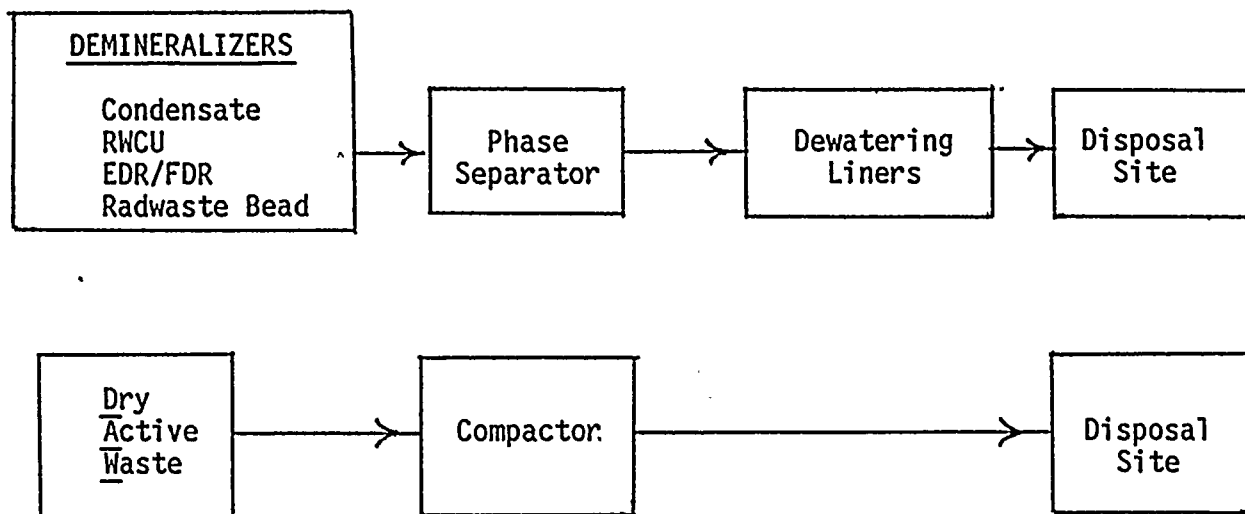 DEMINERALIZERS
Condensate
RWCU
EDR/FDR
Radwaste Bead
Phase
Separator
Dewatering
Liners
Disposal
Site
Dry
Active
Waste
Compactor
Disposal
Site